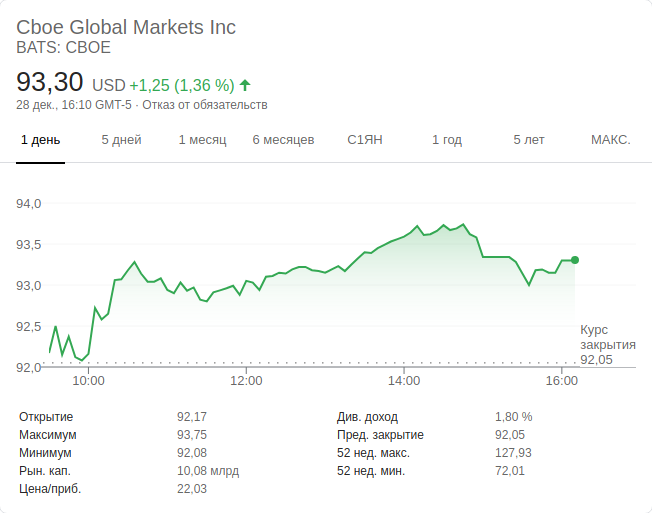 Cboe Global Markets Inc
BATS: CBOE
93,30 USD +1,25 (1,36 %)
28 дек., 16:10 GMT-5 · Отказ от обязательств
1 день 5 дней 1 месяц 6 месяцев С1ЯН 1 год 5 лет МАКС.
94,0
93,5
93,0
92,5
92,0
Курс
закрытия
92,05
10:00 12:00 14:00 16:00
Открытие 92,17 Див. доход 1,80 %
Максимум 93,75 Пред. закрытие 92,05
Минимум 92,08 52 нед. макс. 127,93
Рын. кап. 10,08 млрд 52 нед. мин. 72,01
Цена/приб. 22,03